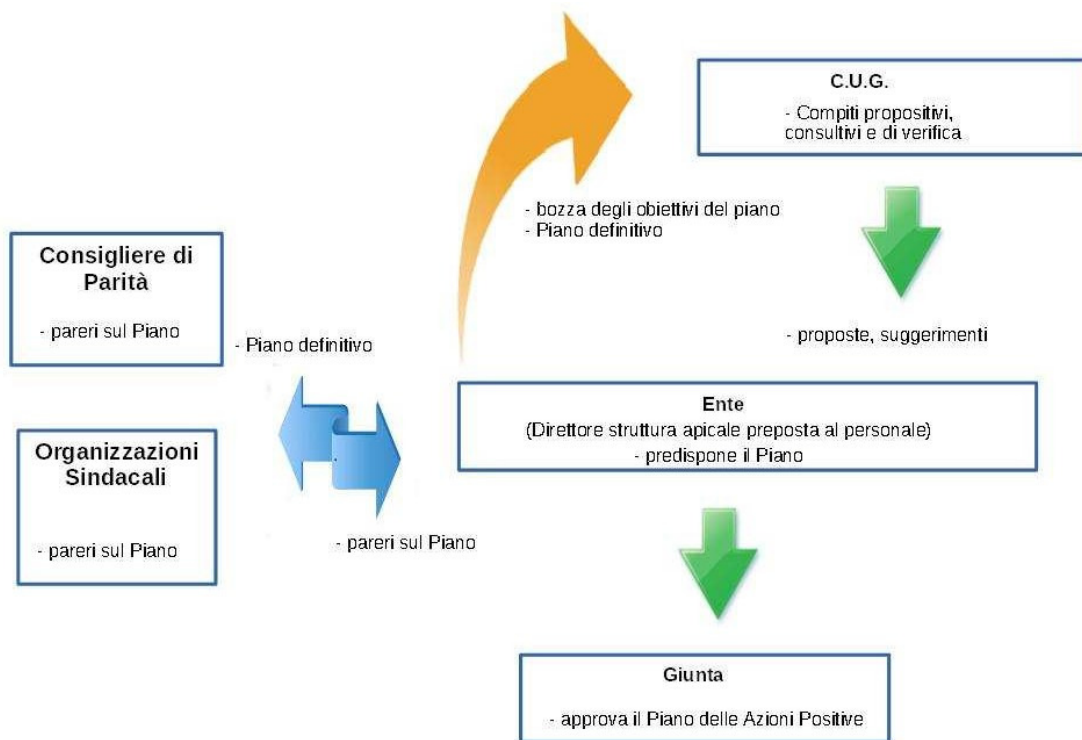 C.U.G.
- Compiti propositivi,
consultivi e di verifica
- bozza degli obiettivi del piano
- Piano definitivo
Consigliere di
Parità
- pareri sul Piano
- Piano definitivo
- proposte, suggerimenti
Ente
(Direttore struttura apicale preposta al personale)
- predispone il Piano
Organizzazioni
Sindacali
- pareri sul Piano
- pareri sul Piano
Giunta
- approva il Piano delle Azioni Positive